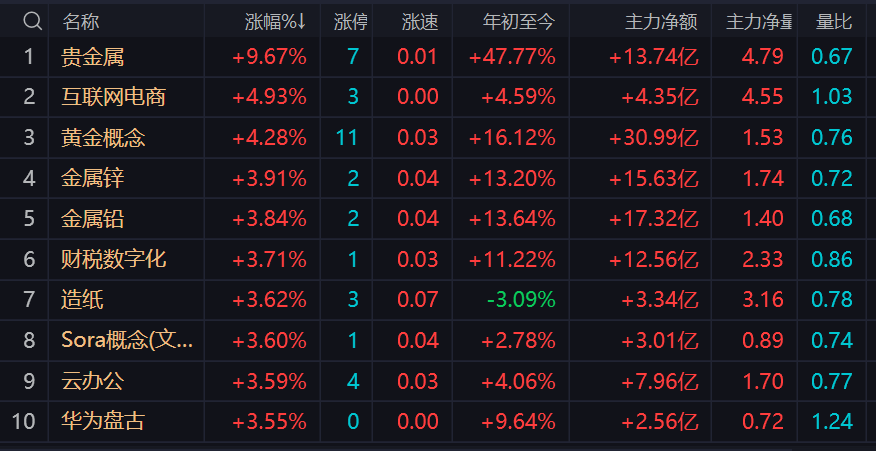 名称 涨幅%↓ 涨停 涨速 年初至今 主力净额 主力净量 量比
1 贵金属 +9.67% 7 0.01 +47.77% +13.74亿 4.79 0.67
2 互联网电商 +4.93% 3 0.00 +4.59% +4.35亿 4.55 1.03
3 黄金概念 +4.28% 11 0.03 +16.12% +30.99亿 1.53 0.76
4 金属锌 +3.91% 2 0.04 +13.20% +15.63亿 1.74 0.72
5 金属铅 +3.84% 2 0.04 +13.64% +17.32亿 1.40 0.68
6 财税数字化 +3.71% 1 0.03 +11.22% +12.56亿 2.33 0.86
7 造纸 +3.62% 3 0.07 -3.09% +3.34亿 3.16 0.78
8 Sora概念(文... +3.60% 1 0.04 +2.78% +3.01亿 0.89 0.74
9 云办公 +3.59% 4 0.03 +4.06% +7.96亿 1.70 0.77
10 华为盘古 +3.55% 0 0.00 +9.64% +2.56亿 0.72 1.24